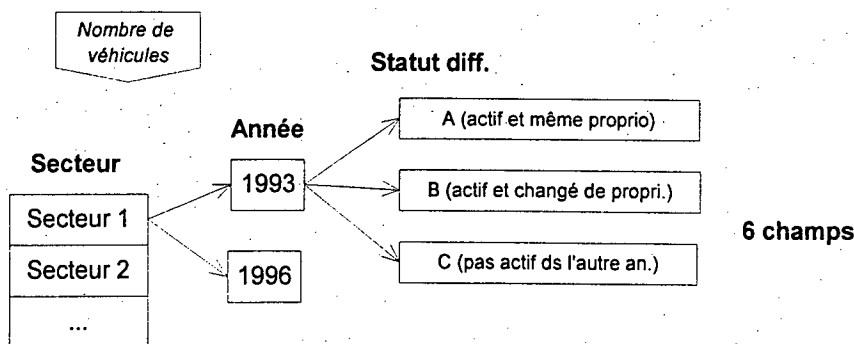 Nombre de
véhicules
Statut diff.
A (actif et même proprio)
Année
Secteur
1993
B (actif et changé de propri.)
Secteur 1
6 champs
Secteur 2
1996
C (pas actif ds l'autre an.)
...